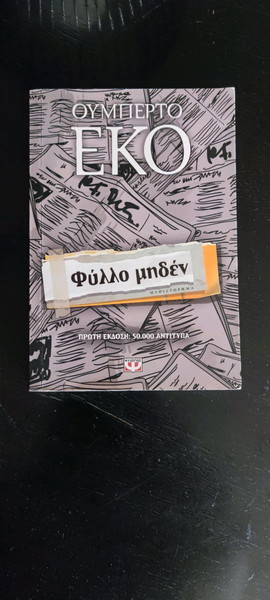 ΟΥΜΠΕΡΤΟ
ΕΚΟ
Φύλλο μηδέν
ΜΥΘΙΣΤΟΡΗΜΑ
ΠΡΩΤΗ ΕΚΔΟΣΗ: 50.000 ΑΝΤΙΤΥΠΑ
Ψ